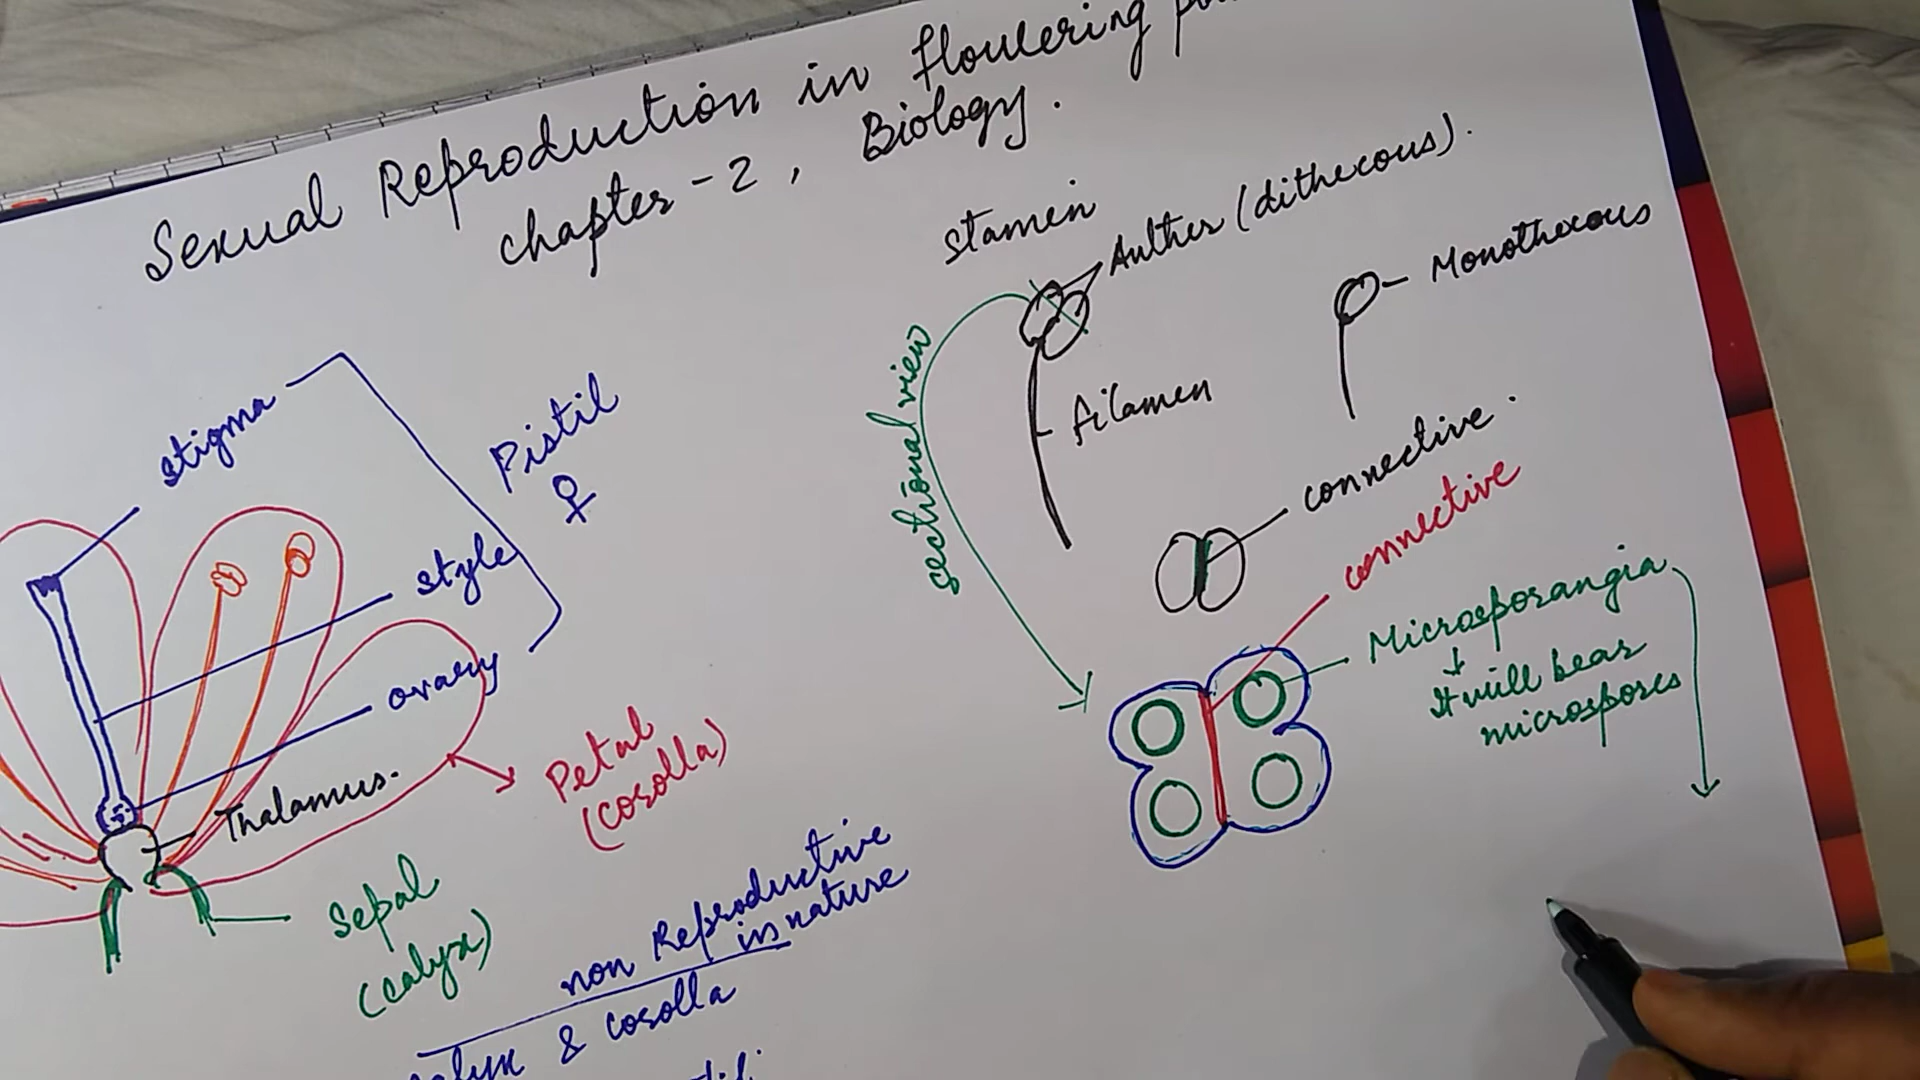 Sexual Reproduction in flowering
chapter-2, Biology.
stigma
Pistil
♀
style
ovary
Thalamus.
Petal
(corolla)
Sepal
(calyx)
non Reproductive
in nature
& corolla
stamen
Anther (dithecous).
Monothecous
filamen
sectional view
connective.
connective
Microsporangia
It will bear
microspores